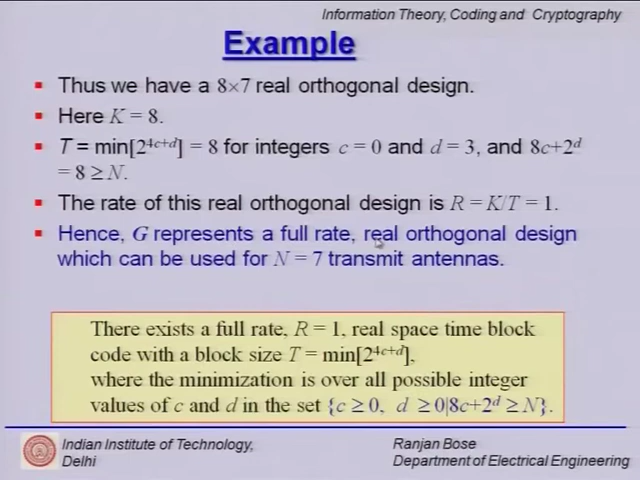 Information Theory, Coding and Cryptography
Example
Thus we have a 8×7 real orthogonal design.
Here K = 8.
T = min[2^{4c+d}] = 8 for integers c = 0 and d = 3, and 8c+2^d
= 8 ≥ N.
The rate of this real orthogonal design is R = K/T = 1.
Hence, G represents a full rate, real orthogonal design
which can be used for N = 7 transmit antennas.
There exists a full rate, R = 1, real space time block
code with a block size T = min[2^{4c+d}],
where the minimization is over all possible integer
values of c and d in the set {c ≥ 0, d ≥ 0|8c+2^d ≥ N}.
Indian Institute of Technology,
Delhi
Ranjan Bose
Department of Electrical Engineering